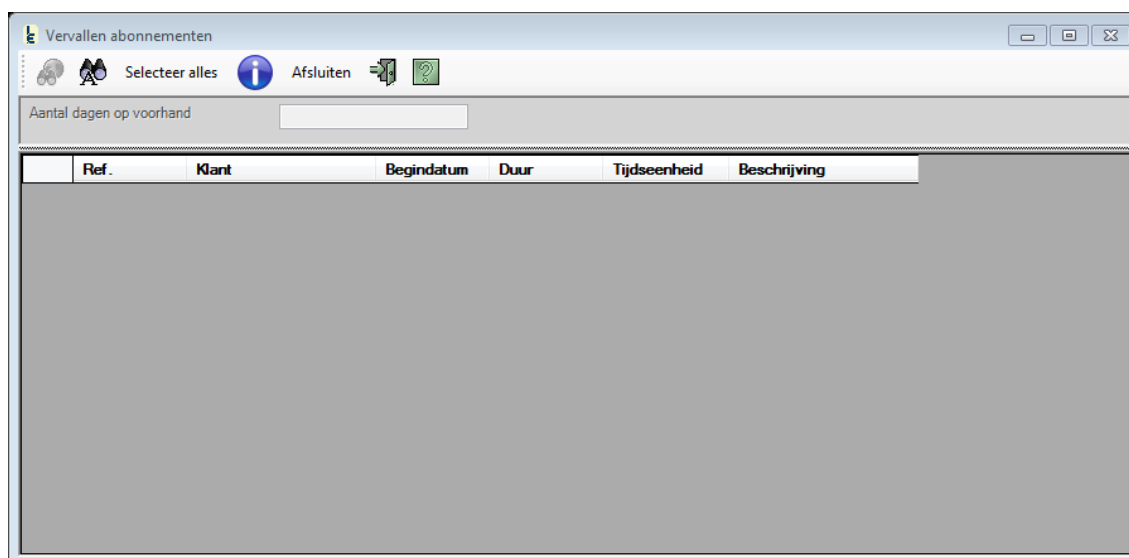 Vervallen abonnementen
Selecteer alles Afsluiten
Aantal dagen op voorhand
Ref. Klant Begindatum Duur Tijdseenheid Beschrijving